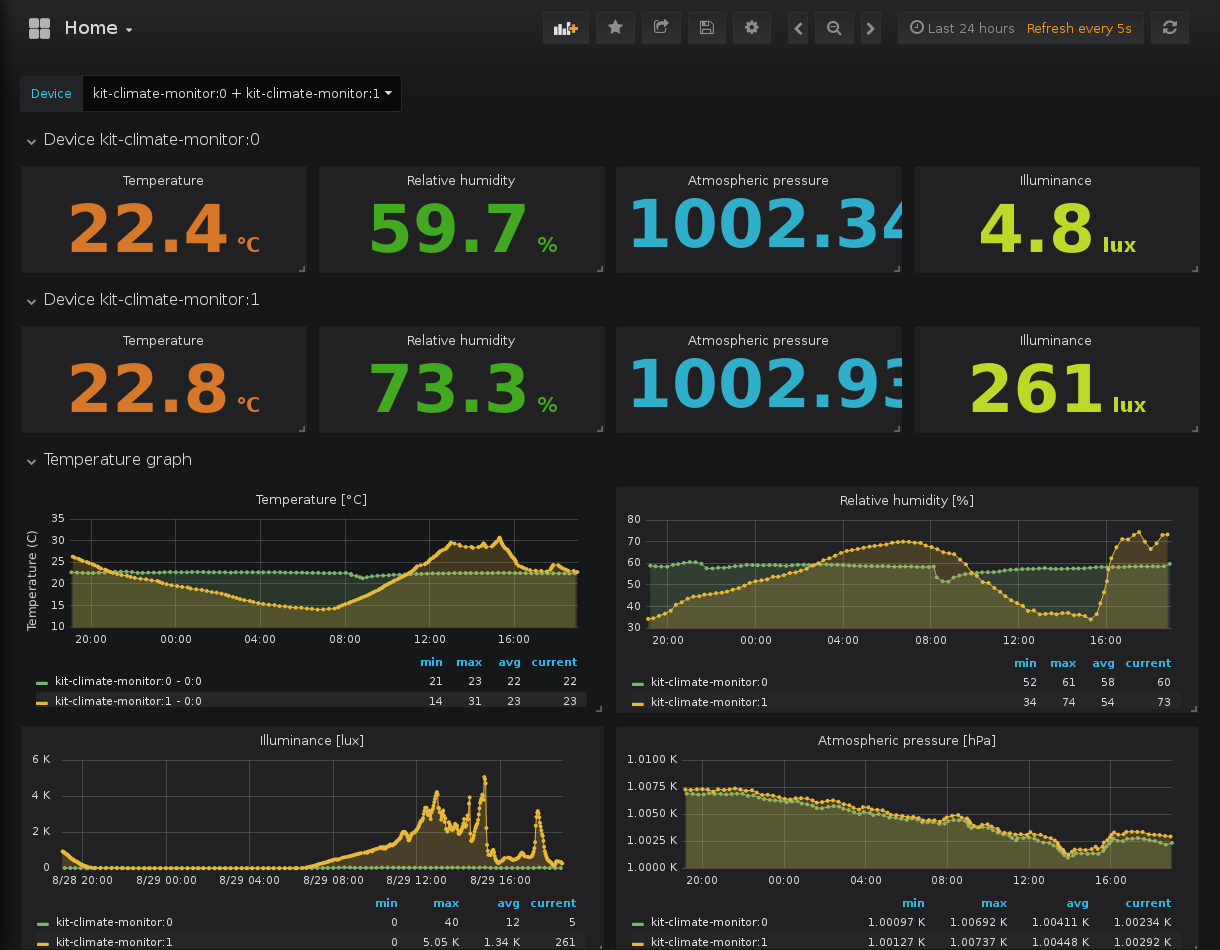 Home
Last 24 hours Refresh every 5s
Device kit-climate-monitor:0 + kit-climate-monitor:1
Device kit-climate-monitor:0
Temperature Relative humidity Atmospheric pressure Illuminance
22.4 °C 59.7 % 1002.34 4.8 lux
Device kit-climate-monitor:1
Temperature Relative humidity Atmospheric pressure Illuminance
22.8 °C 73.3 % 1002.93 261 lux
Temperature graph
Temperature [°C]
Temperature (C)
35
30
25
20
15
10
20:00 00:00 04:00 08:00 12:00 16:00
min max avg current
kit-climate-monitor:0 - 0:0 21 23 22 22
kit-climate-monitor:1 - 0:0 14 31 23 23
Relative humidity [%]
80
70
60
50
40
30
20:00 00:00 04:00 08:00 12:00 16:00
min max avg current
kit-climate-monitor:0 52 61 58 60
kit-climate-monitor:1 34 74 54 73
Illuminance [lux]
6 K
4 K
2 K
0
8/28 20:00 8/29 00:00 8/29 04:00 8/29 08:00 8/29 12:00 8/29 16:00
min max avg current
kit-climate-monitor:0 0 40 12 5
kit-climate-monitor:1 0 5.05 K 1.34 K 261
Atmospheric pressure [hPa]
1.0100 K
1.0075 K
1.0050 K
1.0025 K
1.0000 K
20:00 00:00 04:00 08:00 12:00 16:00
min max avg current
kit-climate-monitor:0 1.00097 K 1.00692 K 1.00411 K 1.00234 K
kit-climate-monitor:1 1.00127 K 1.00737 K 1.00448 K 1.00292 K